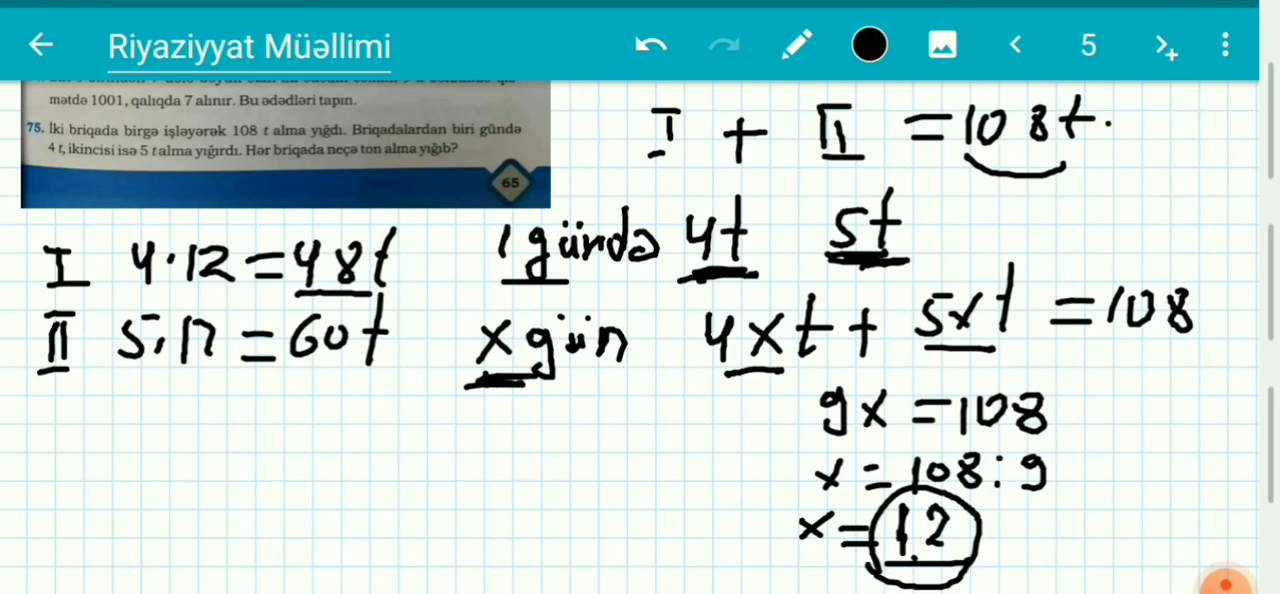 Riyaziyyat Müəllimi
5
mətdə 1001, qalıqda 7 alınır. Bu ədədləri tapın.
75. İki briqada birgə işləyərək 108 t alma yığdı. Briqadalardan biri gündə
4 t, ikincisi isə 5 t alma yığırdı. Hər briqada neçə ton alma yığıb?
65
I + II = 108t.
1 gündə 4t 5t
x gün 4xt + 5xt = 108
9x = 108
x = 108 : 9
x = 12
I 4·12 = 48t
II 5·12 = 60t